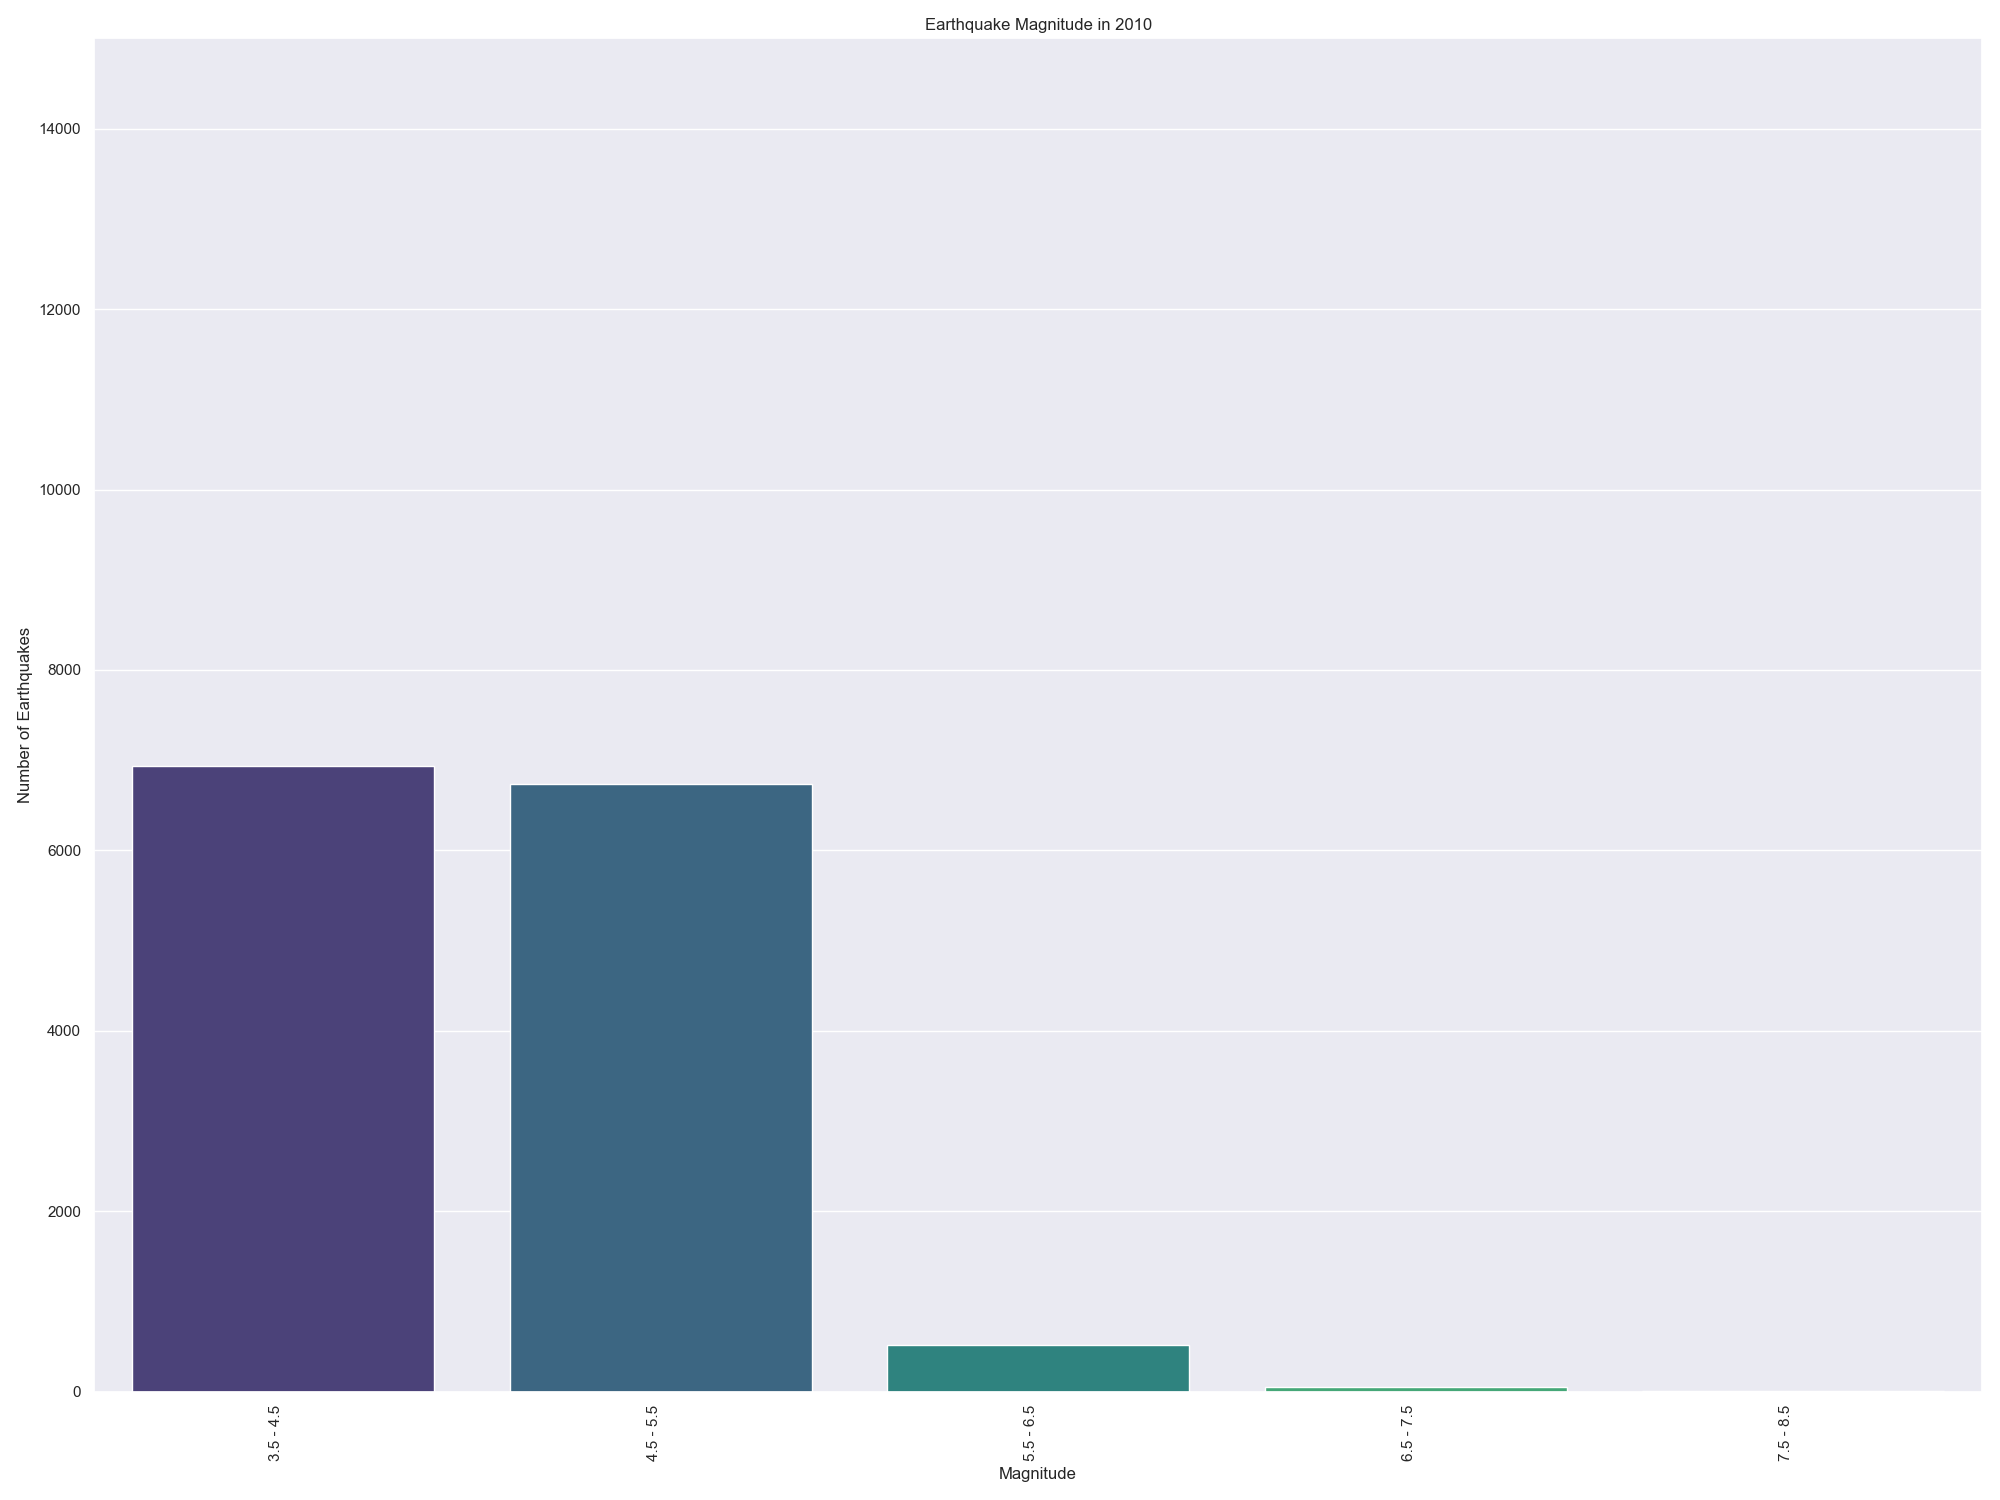 Earthquake Magnitude in 2010
14000
12000
10000
8000
6000
4000
2000
0
Number of Earthquakes
3.5 - 4.5
4.5 - 5.5
5.5 - 6.5
6.5 - 7.5
7.5 - 8.5
Magnitude